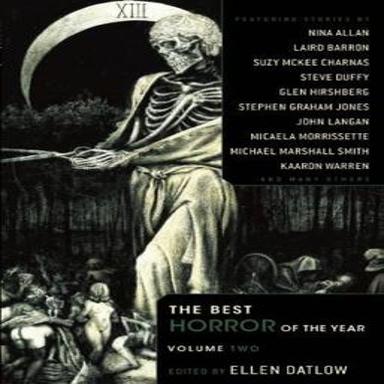 XIII
FEATURING STORIES BY
NINA ALLAN
LAIRD BARRON
SUZY MCKEE CHARNAS
STEVE DUFFY
GLEN HIRSHBERG
STEPHEN GRAHAM JONES
JOHN LANGAN
MICAELA MORRISSETTE
MICHAEL MARSHALL SMITH
KAARON WARREN
AND MANY OTHERS
THE BEST
HORROR OF THE YEAR
VOLUME TWO
EDITED BY ELLEN DATLOW